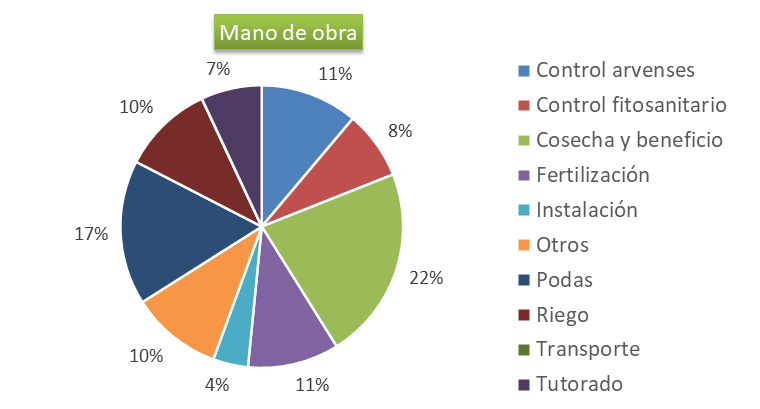 Mano de obra
7%
11%
10%
8%
17%
22%
10%
4%
11%
Control arvenses
Control fitosanitario
Cosecha y beneficio
Fertilización
Instalación
Otros
Podas
Riego
Transporte
Tutorado